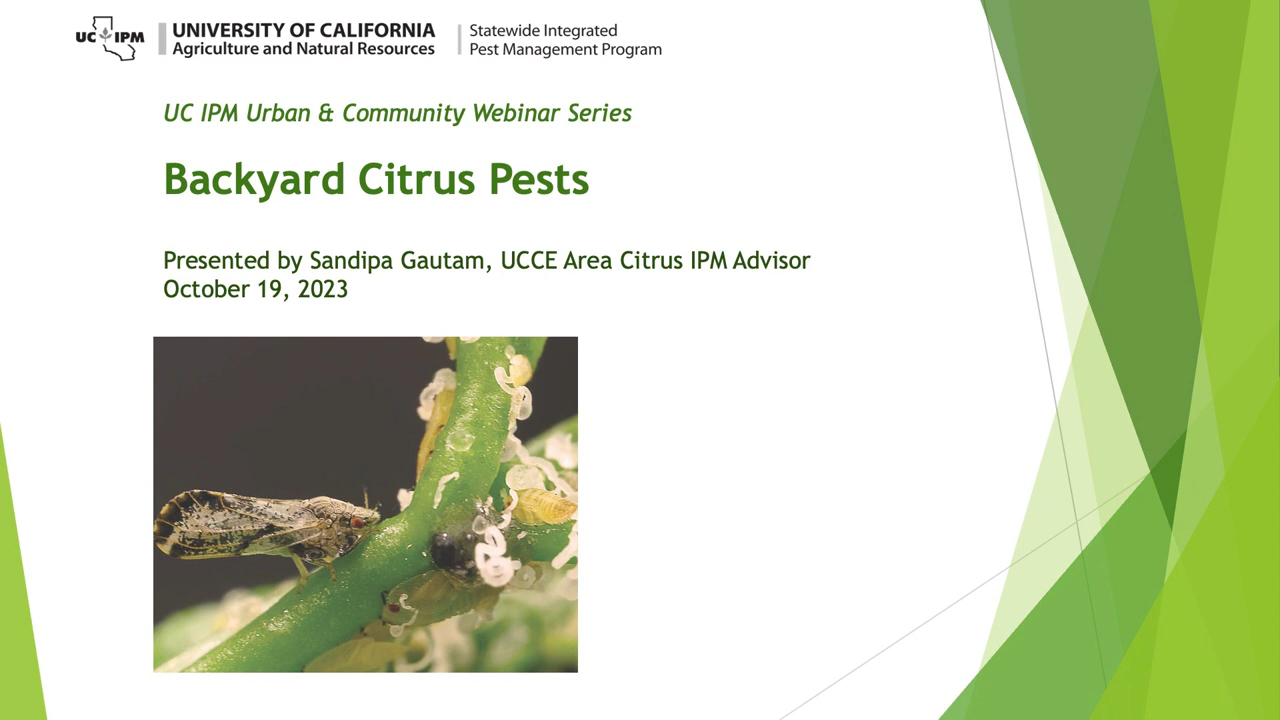 UC IPM
UNIVERSITY OF CALIFORNIA
Agriculture and Natural Resources
Statewide Integrated
Pest Management Program
UC IPM Urban & Community Webinar Series
Backyard Citrus Pests
Presented by Sandipa Gautam, UCCE Area Citrus IPM Advisor
October 19, 2023